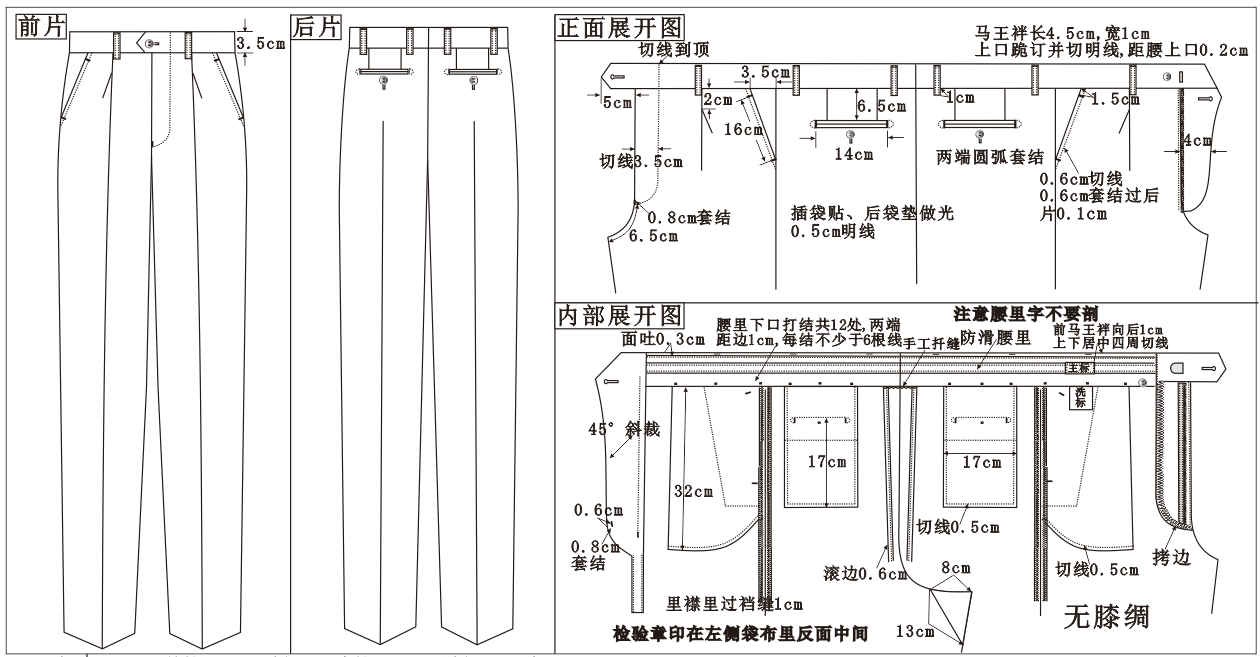 前片
3.5cm
后片
正面展开图
切线到顶
马王袢长4.5cm,宽1cm
上口跪订并切明线,距腰上口0.2cm
5cm
2cm
3.5cm
16cm
6.5cm
14cm
1cm
1.5cm
4cm
切线3.5cm
两端圆弧套结
0.8cm套结
6.5cm
插袋贴、后袋垫做光
0.5cm明线
0.6cm切线
0.6cm套结过后
片0.1cm
内部展开图
面吐0.3cm
腰里下口打结共12处,两端
距边1cm,每结不少于6根线
手工扦缝
防滑腰里
注意腰里字不要剖
前马王袢向后1cm
上下居中四周切线
主标
洗标
45°斜裁
32cm
17cm
17cm
0.6cm
0.8cm
套结
切线0.5cm
滚边0.6cm
8cm
13cm
切线0.5cm
拷边
里襟里过裆缝1cm
检验章印在左侧袋布里反面中间
无膝绸